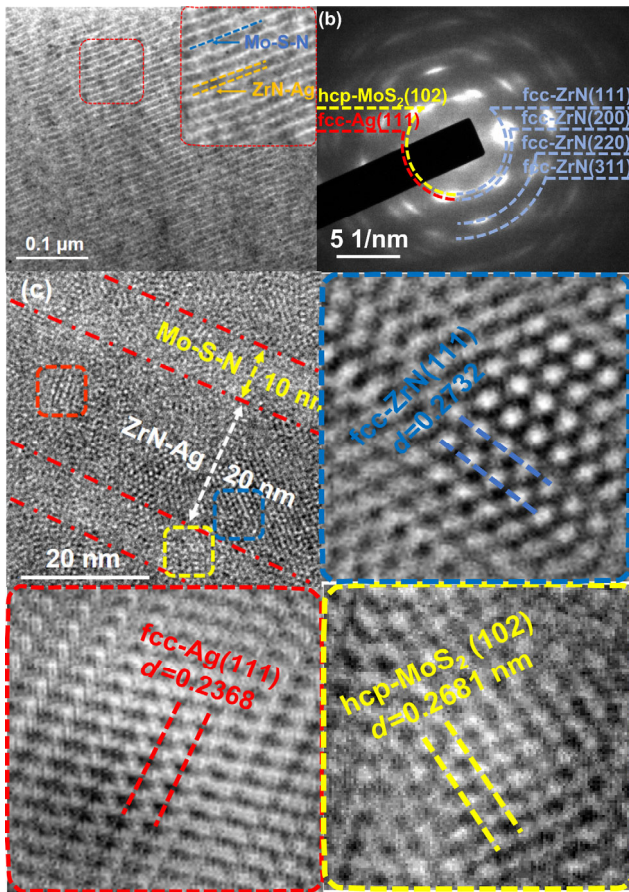 Mo-S-N
ZrN-Ag
0.1 μm
(b)
hcp-MoS2(102)
fcc-Ag(111)
fcc-ZrN(111)
fcc-ZrN(200)
fcc-ZrN(220)
fcc-ZrN(311)
5 1/nm
(c)
Mo-S-N
10 nm
ZrN-Ag
20 nm
20 nm
fcc-ZrN(111)
d=0.2732
fcc-Ag(111)
d=0.2368
hcp-MoS2 (102)
d=0.2681 nm